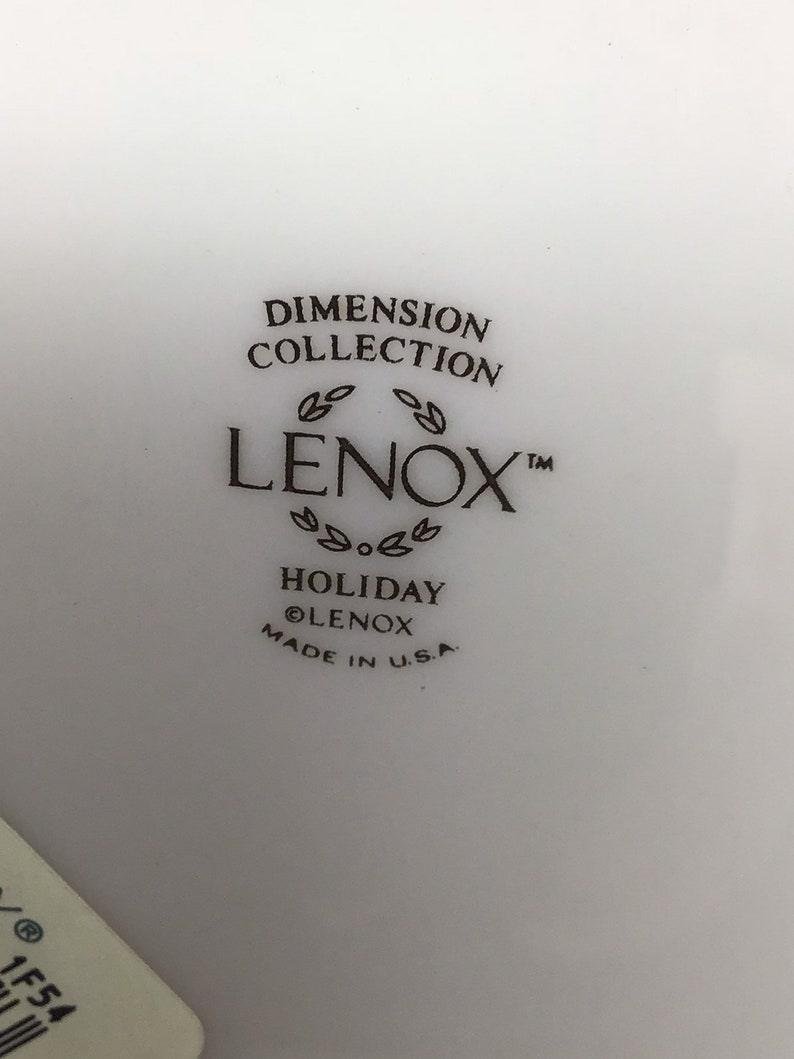 DIMENSION
COLLECTION
LENOX™
HOLIDAY
©LENOX
MADE IN U.S.A.
®
1F54